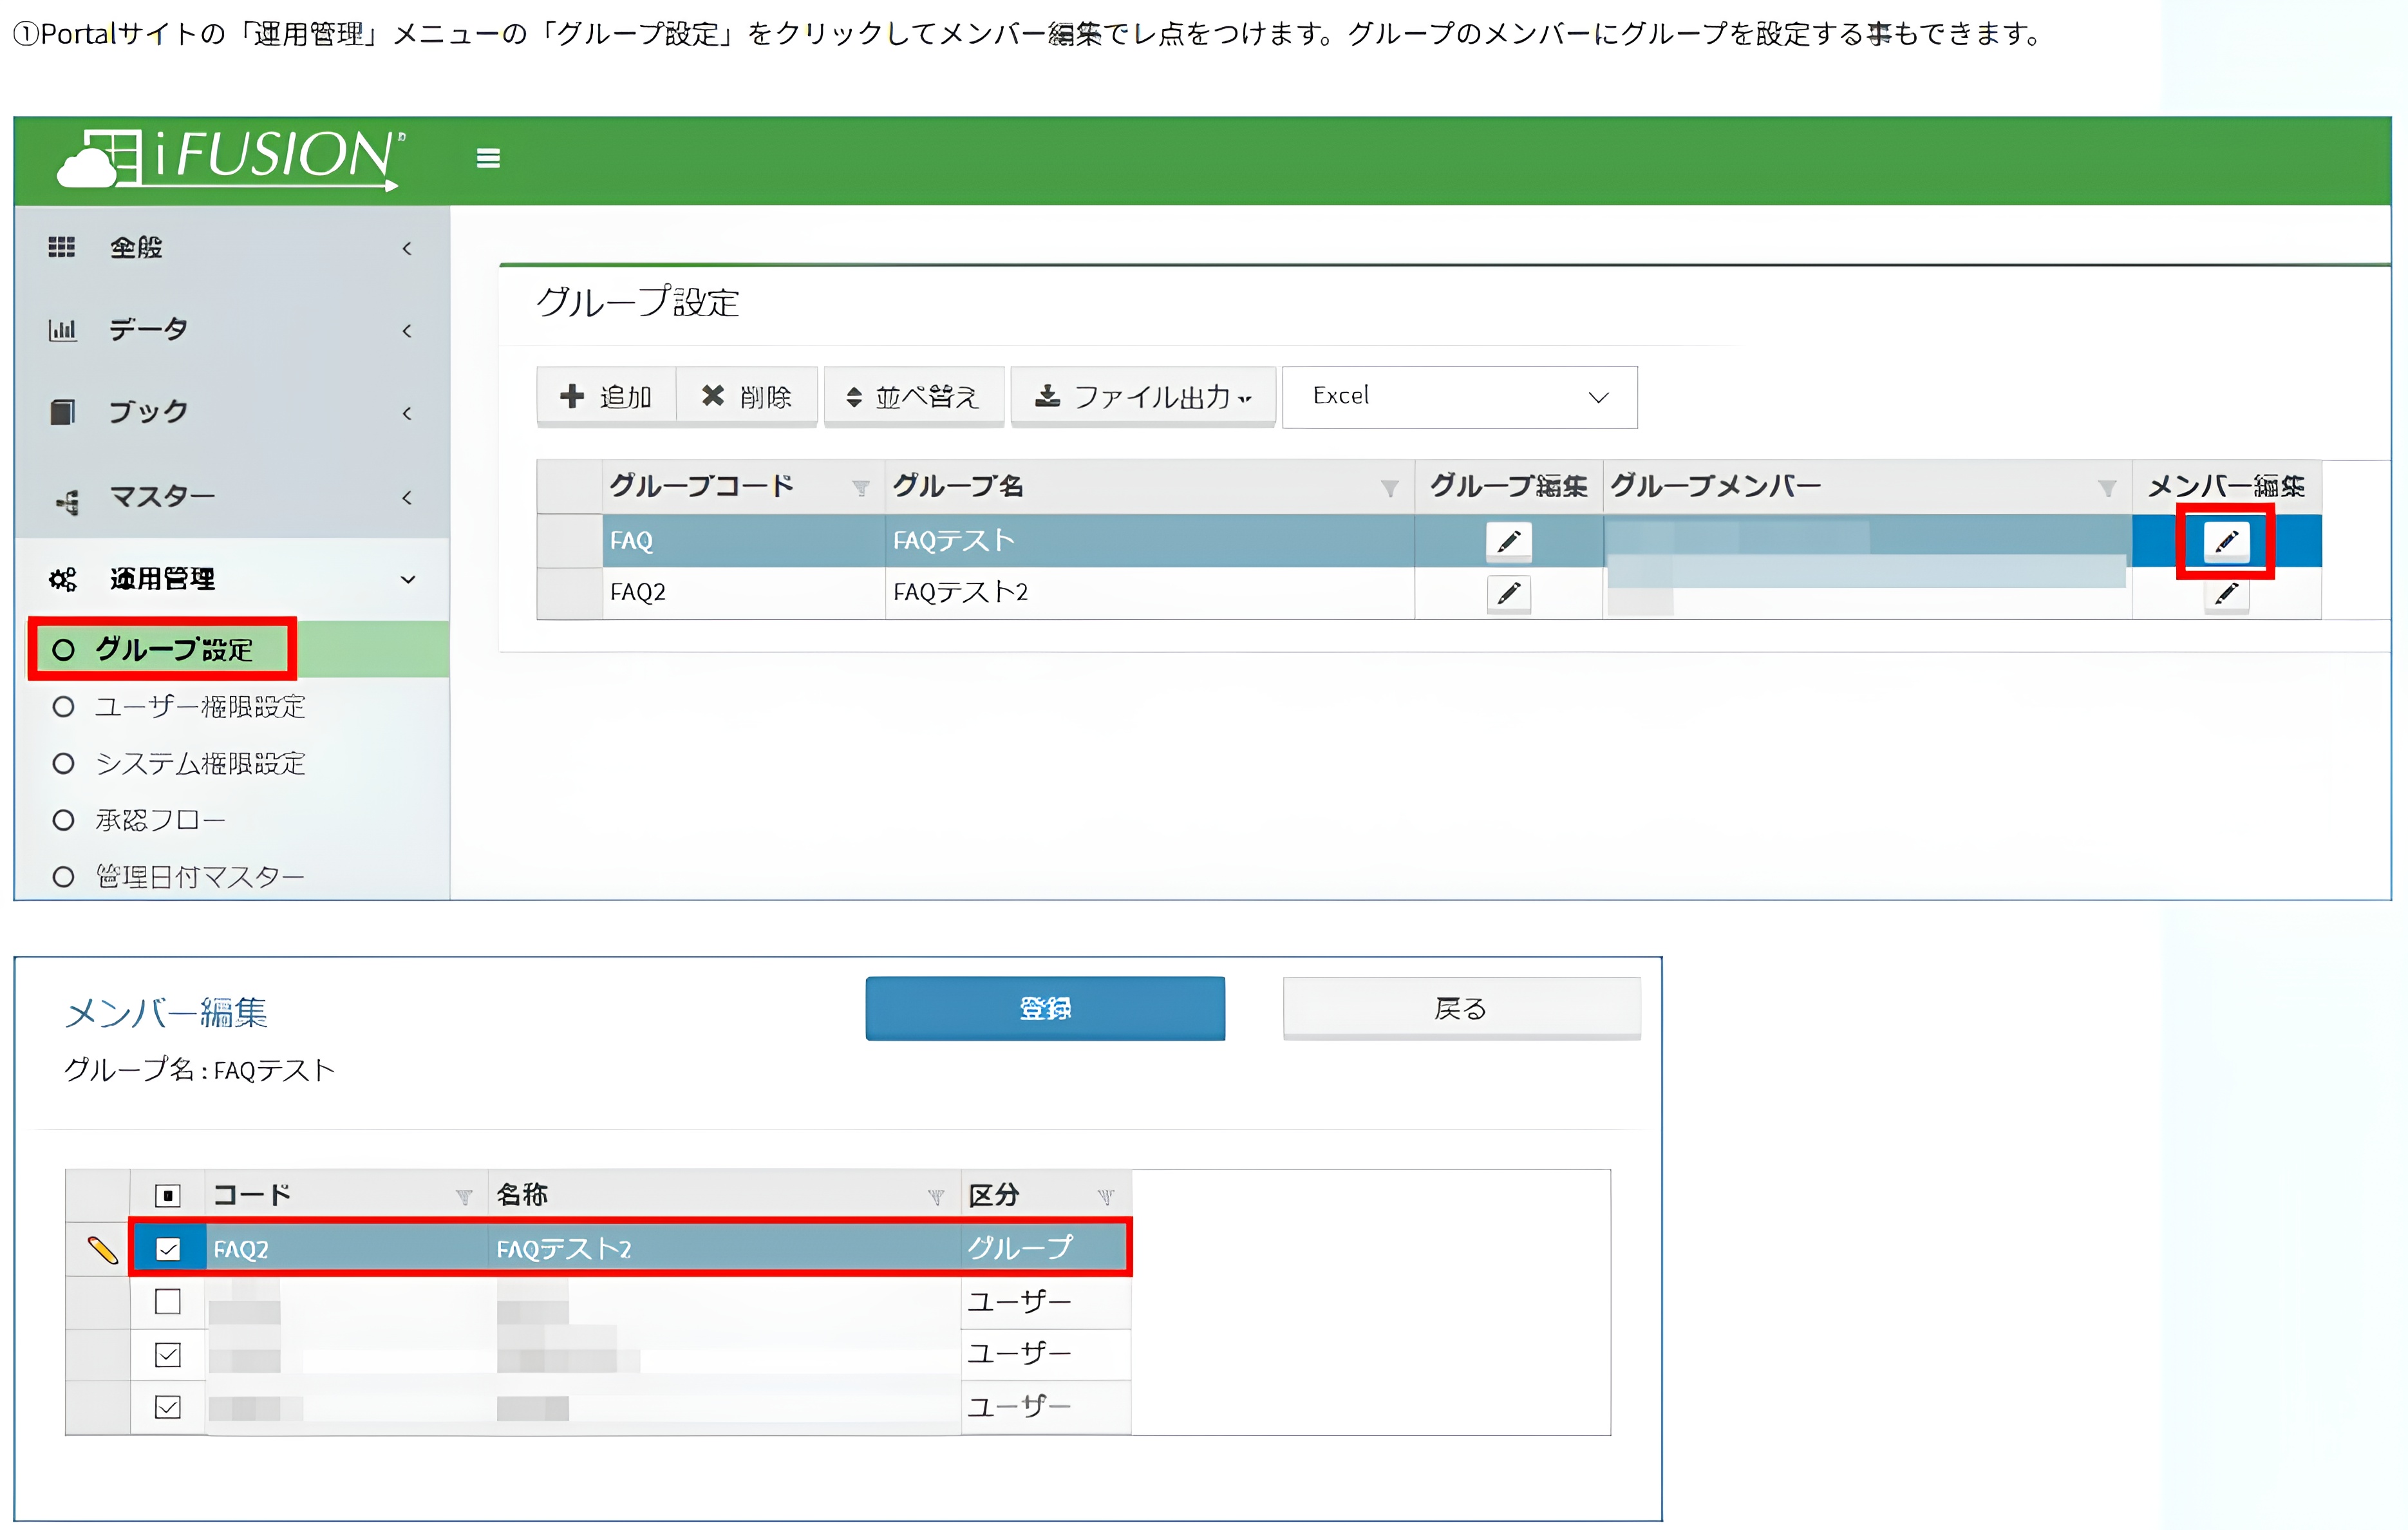 ①Portalサイトの「運用管理」メニューの「グループ設定」をクリックしてメンバー編集でレ点をつけます。グループのメンバーにグループを設定する事もできます。
iFUSION
全般
データ
ブック
マスター
運用管理
グループ設定
ユーザー権限設定
システム権限設定
承認フロー
管理日付マスター
グループ設定
追加 削除 並べ替え ファイル出力 Excel
グループコード グループ名 グループ編集 グループメンバー メンバー編集
FAQ FAQテスト
FAQ2 FAQテスト2
メンバー編集 登録 戻る
グループ名:FAQテスト
コード 名称 区分
FAQ2 FAQテスト2 グループ
ユーザー
ユーザー
ユーザー